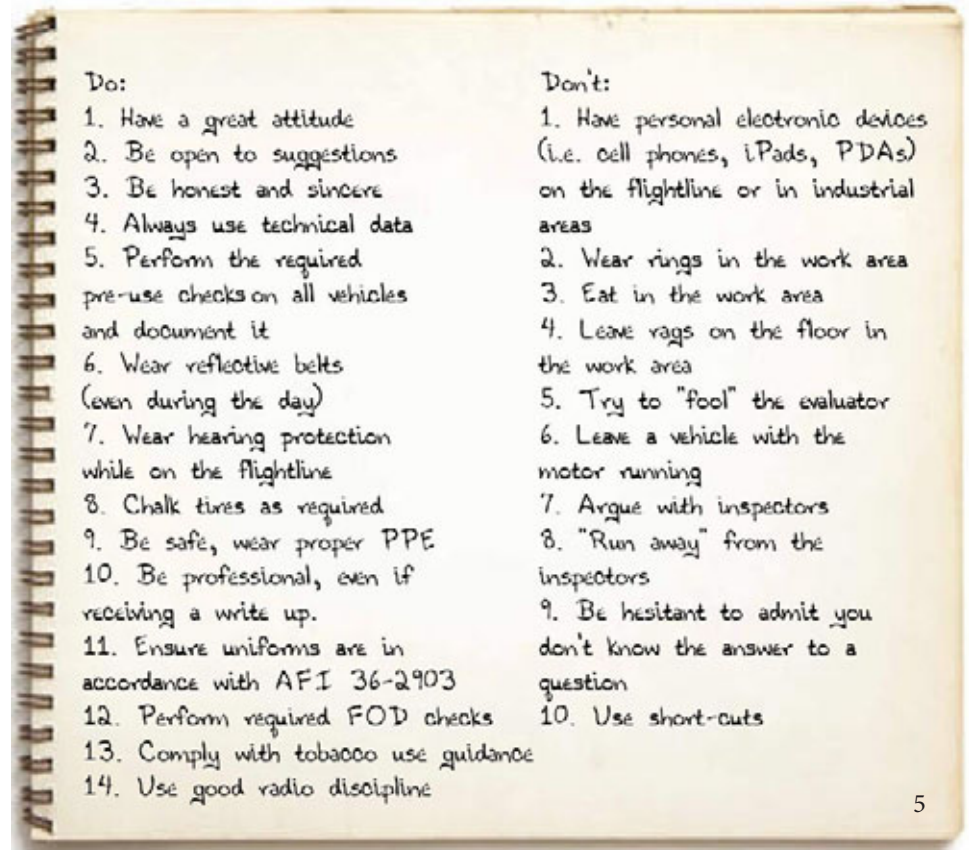 Do:
1. Have a great attitude
2. Be open to suggestions
3. Be honest and sincere
4. Always use technical data
5. Perform the required
pre-use checks on all vehicles
and document it
6. Wear reflective belts
(even during the day)
7. Wear hearing protection
while on the flightline
8. Chalk tires as required
9. Be safe, wear proper PPE
10. Be professional, even if
receiving a write up.
11. Ensure uniforms are in
accordance with AFI 36-2903
12. Perform required FOD checks
13. Comply with tobacco use guidance
14. Use good radio discipline
Don't:
1. Have personal electronic devices
(i.e. cell phones, iPads, PDAs)
on the flightline or in industrial
areas
2. Wear rings in the work area
3. Eat in the work area
4. Leave rags on the floor in
the work area
5. Try to "fool" the evaluator
6. Leave a vehicle with the
motor running
7. Argue with inspectors
8. "Run away" from the
inspectors
9. Be hesitant to admit you
don't know the answer to a
question
10. Use short-cuts
5